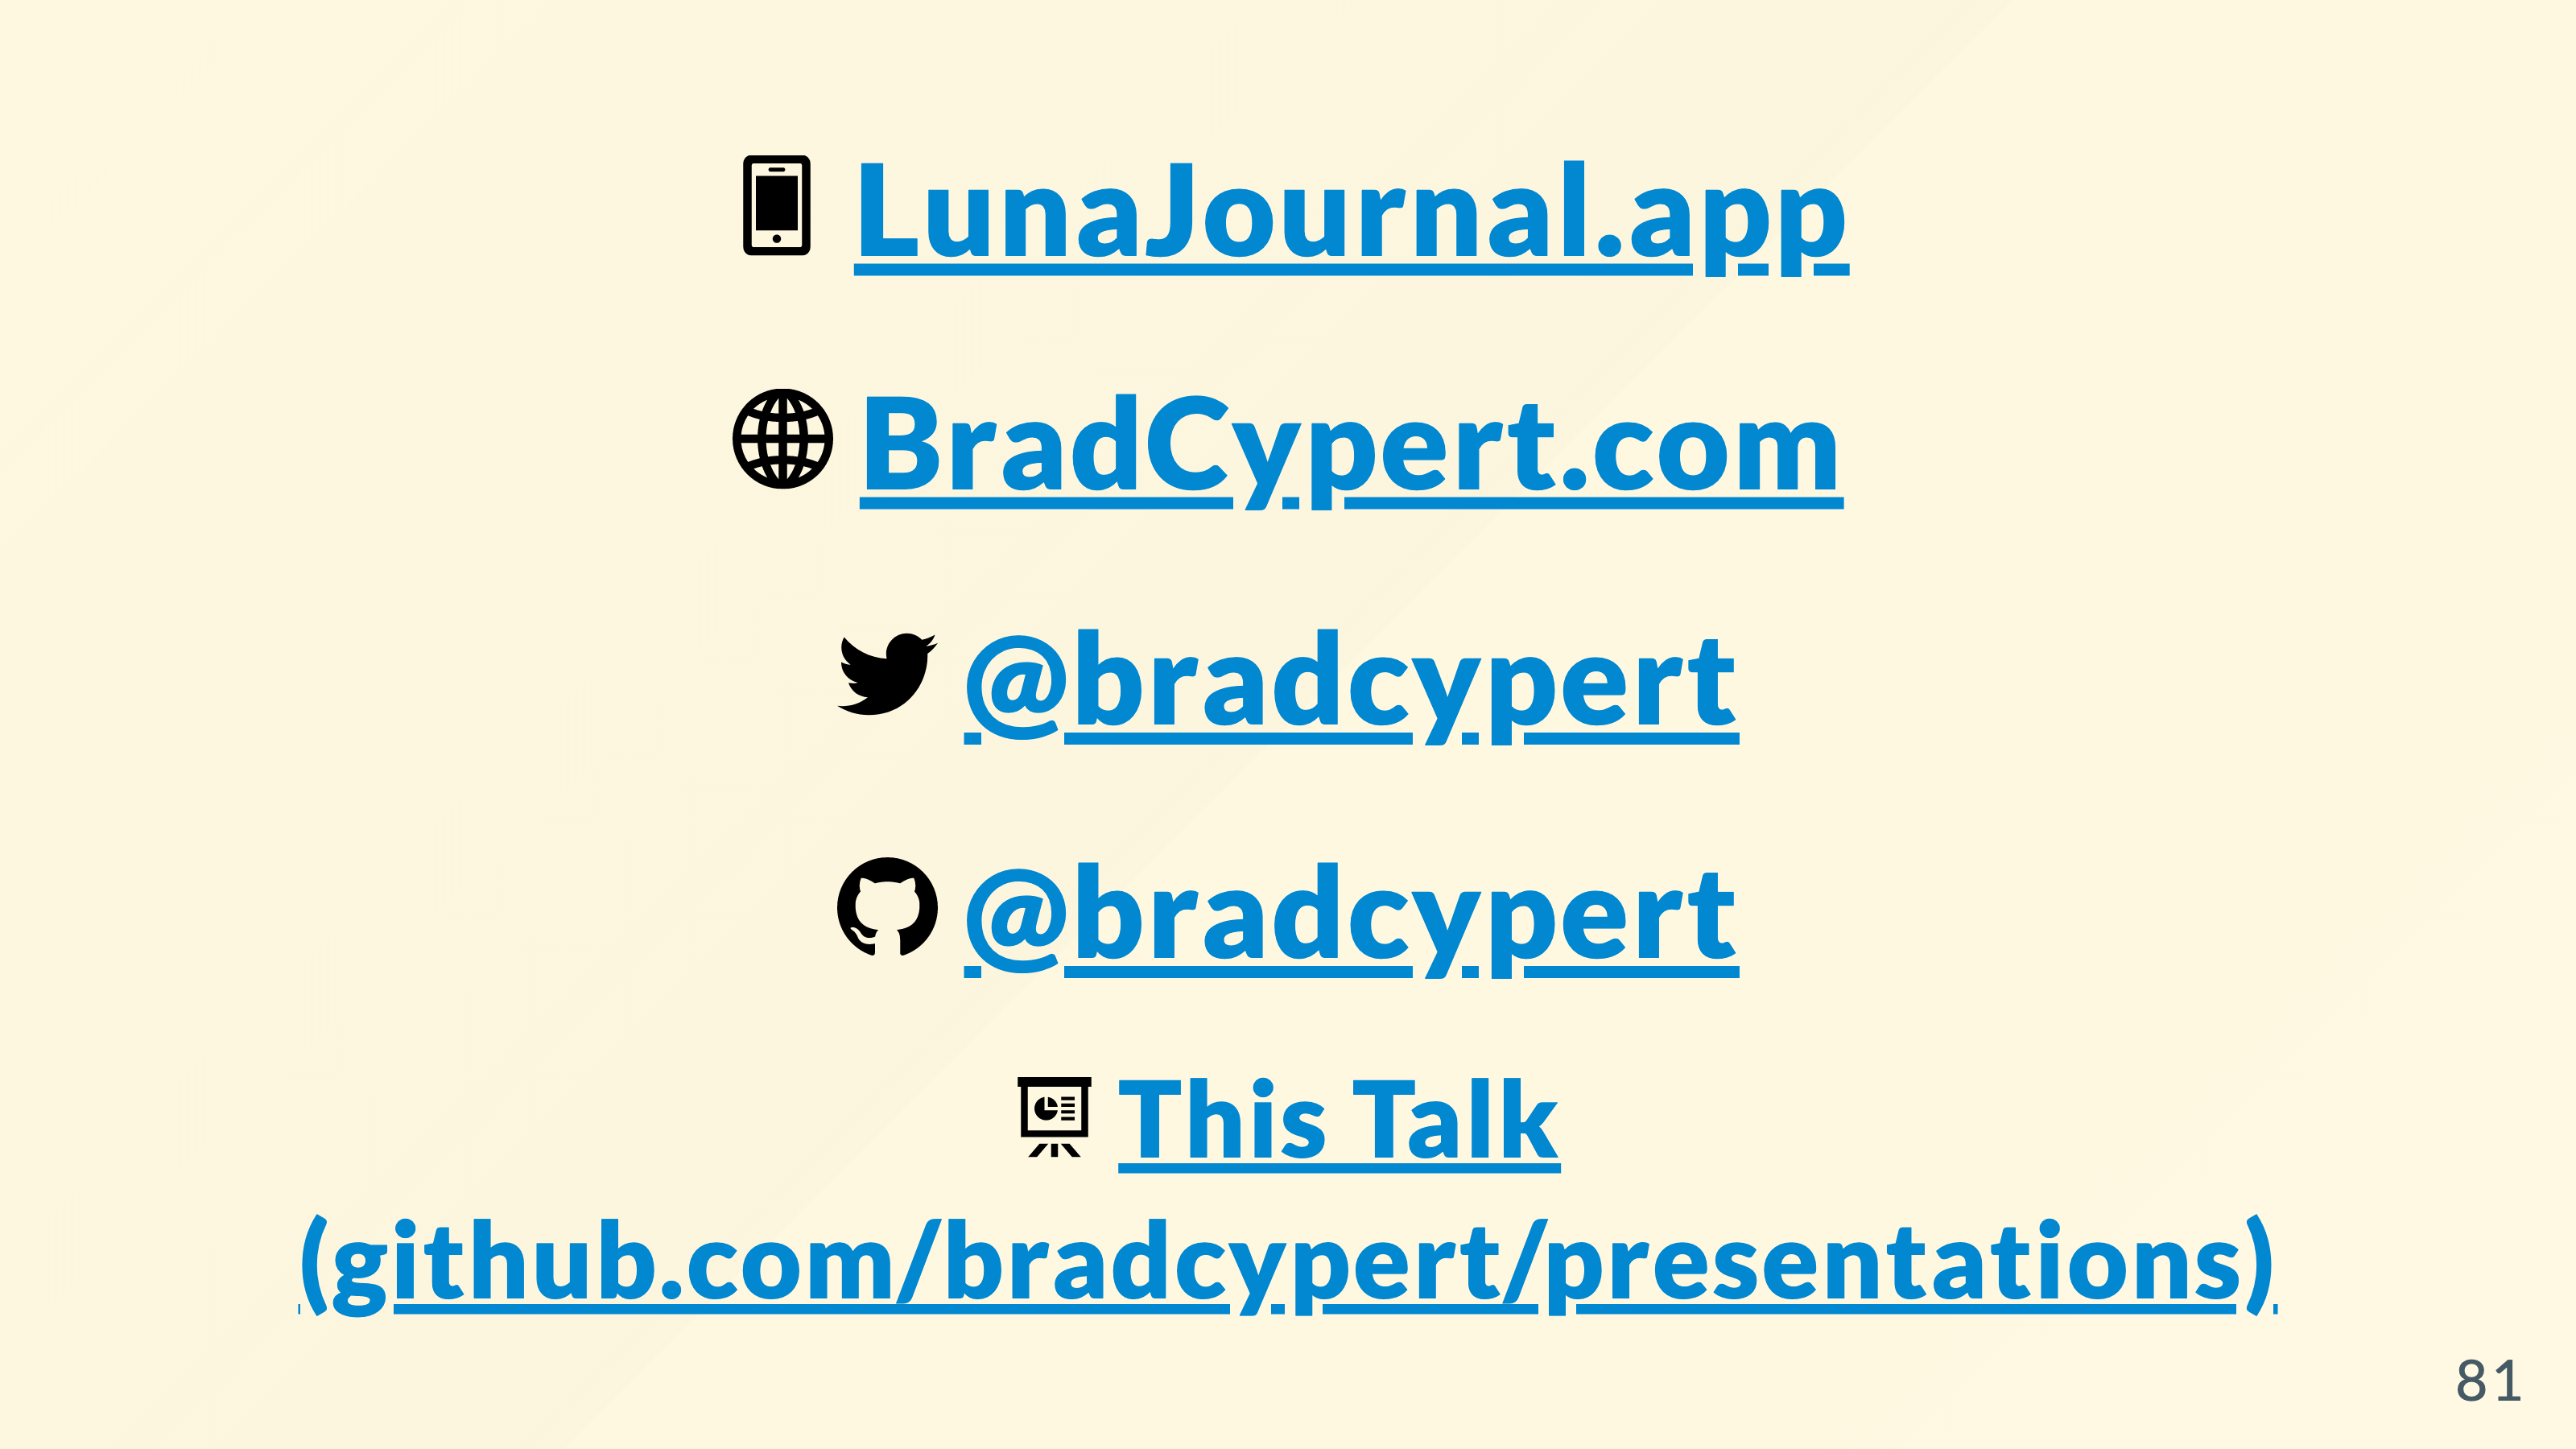 LunaJournal.app
BradCypert.com
@bradcypert
@bradcypert
This Talk
(github.com/bradcypert/presentations)
81